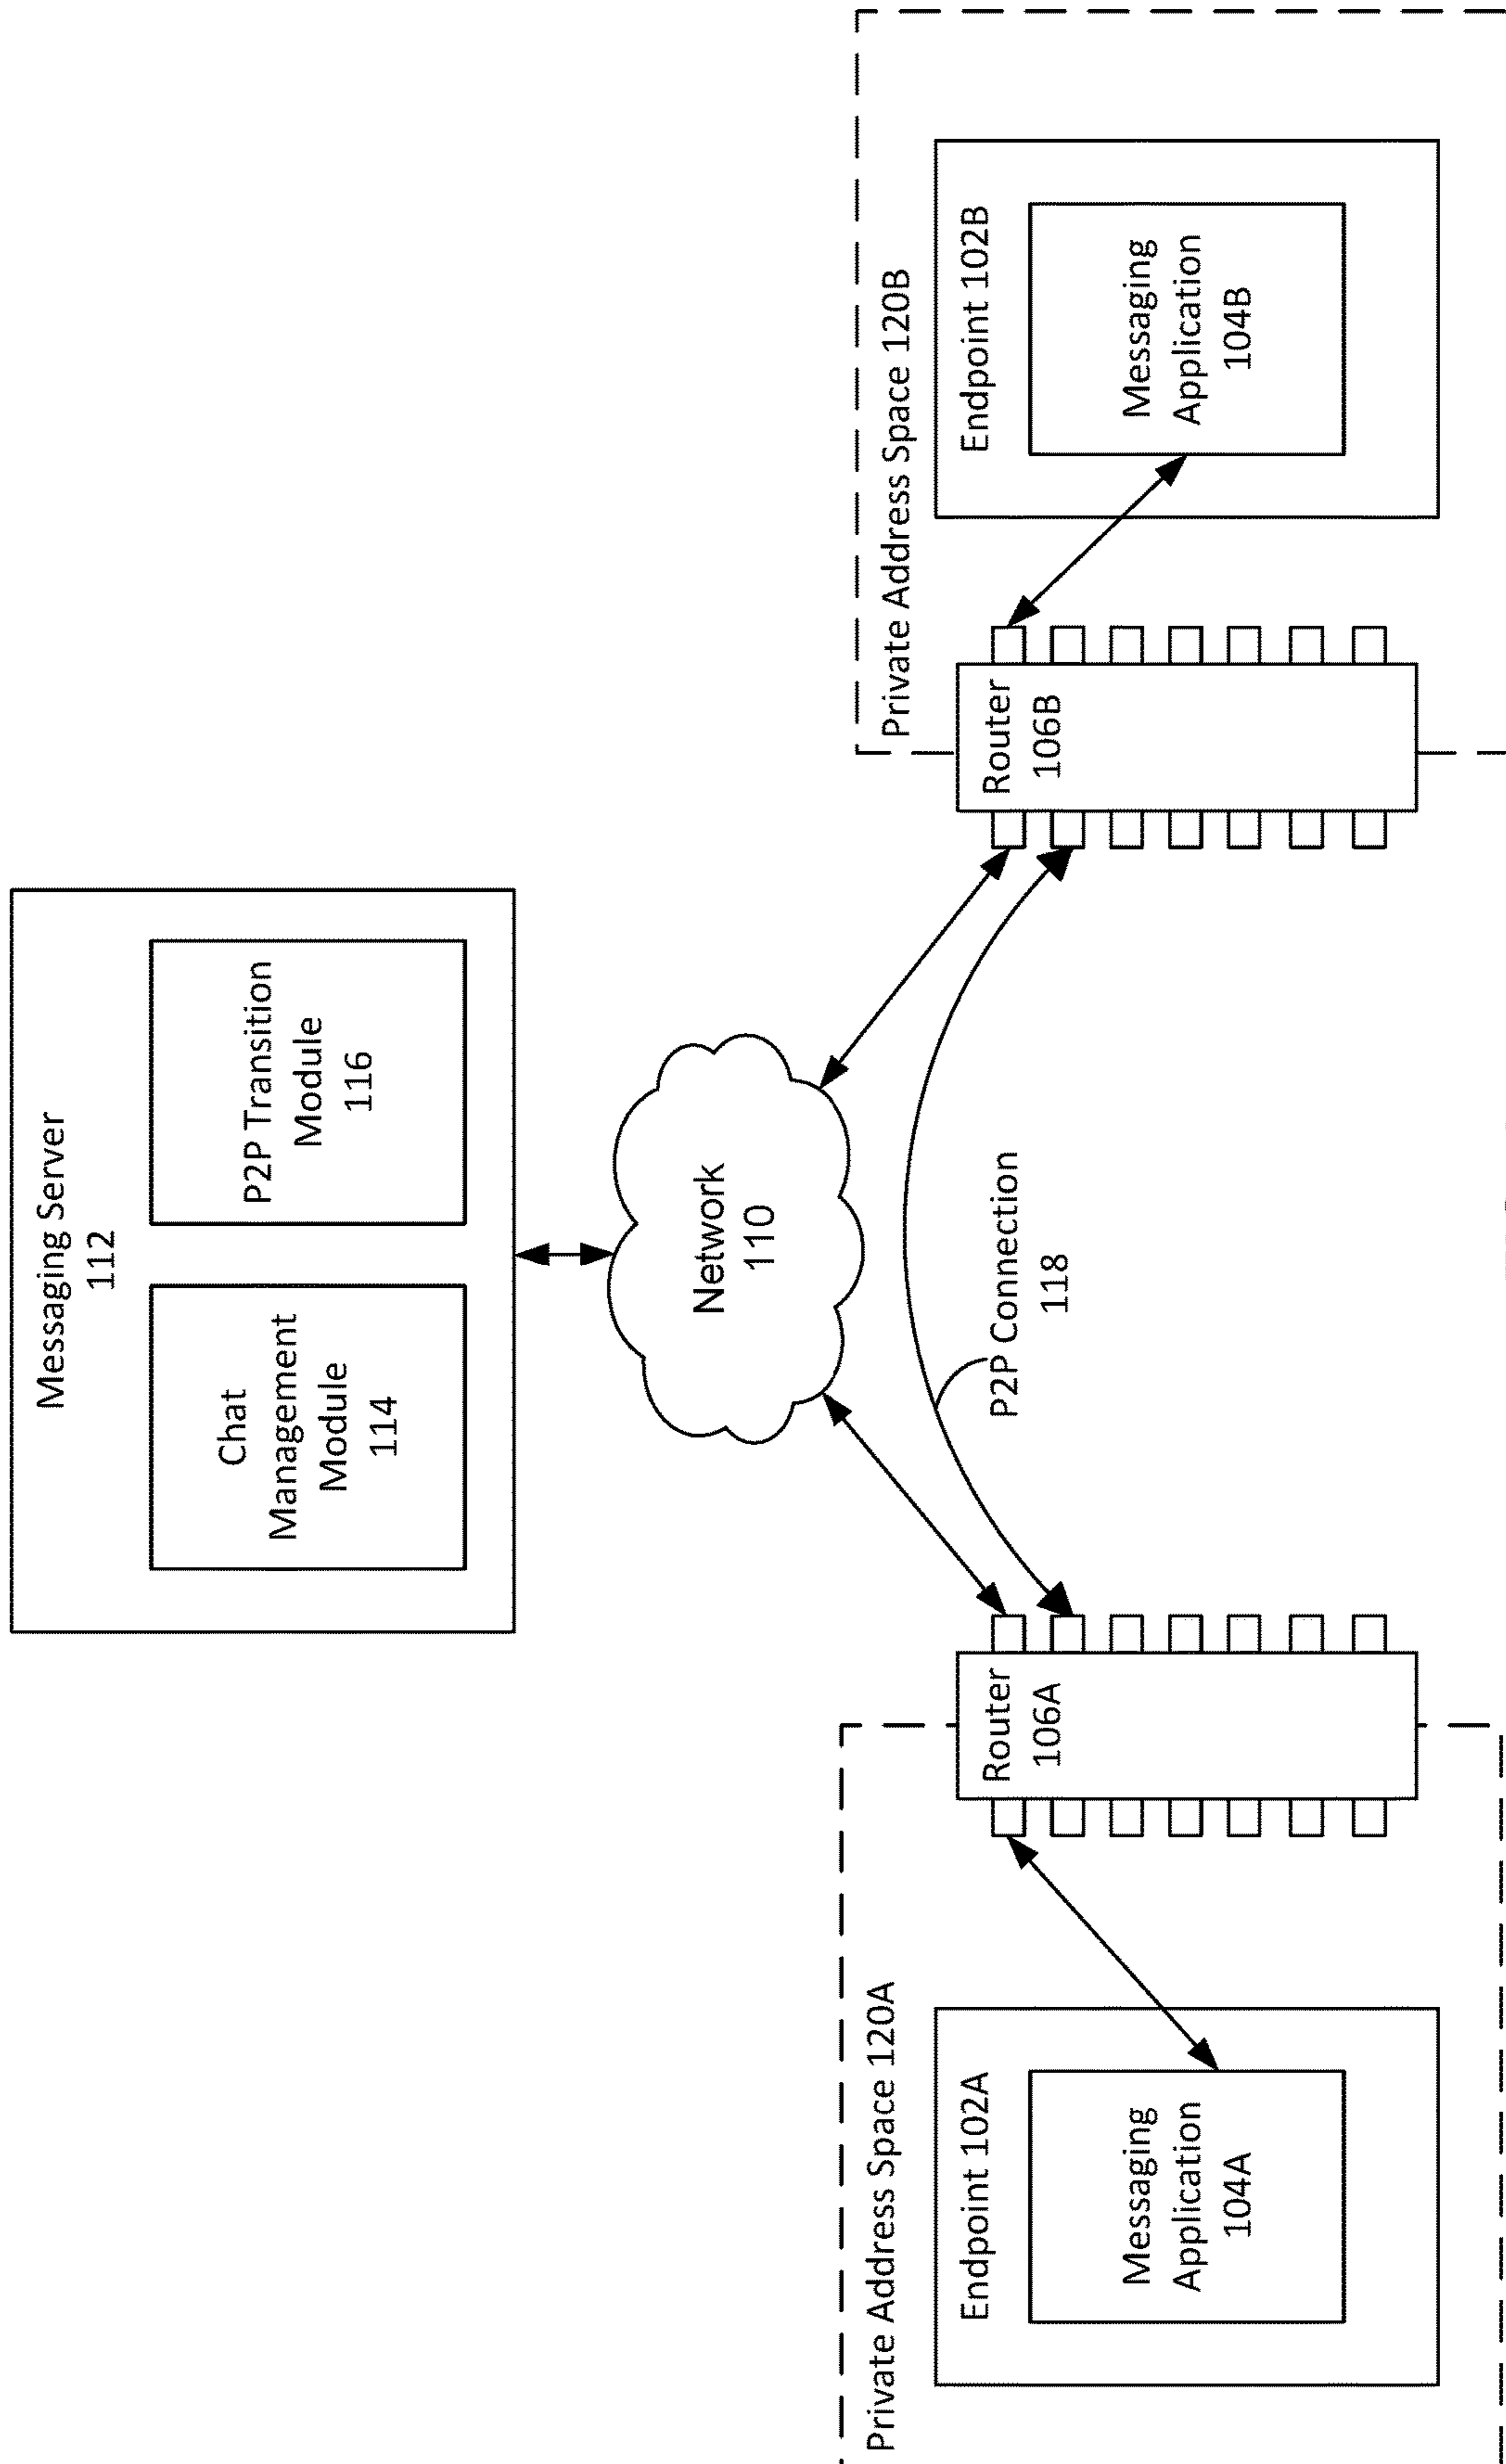 Messaging Server
112
Chat
Management
Module
114
P2P Transition
Module
116
Network
110
P2P Connection
118
Private Address Space 120A
Endpoint 102A
Messaging
Application
104A
Router
106A
Router
106B
Private Address Space 120B
Endpoint 102B
Messaging
Application
104B